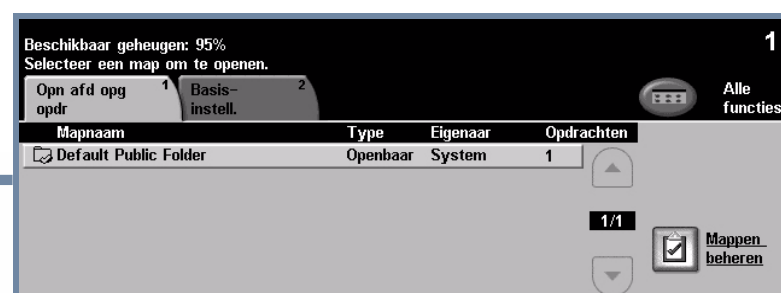 Beschikbaar geheugen: 95%
1
Selecteer een map om te openen.
Opn afd opg
opdr
1
Basis-
instell.
2
Alle
functies
Mapnaam Type Eigenaar Opdrachten
Default Public Folder Openbaar System 1
1/1
Mappen
beheren